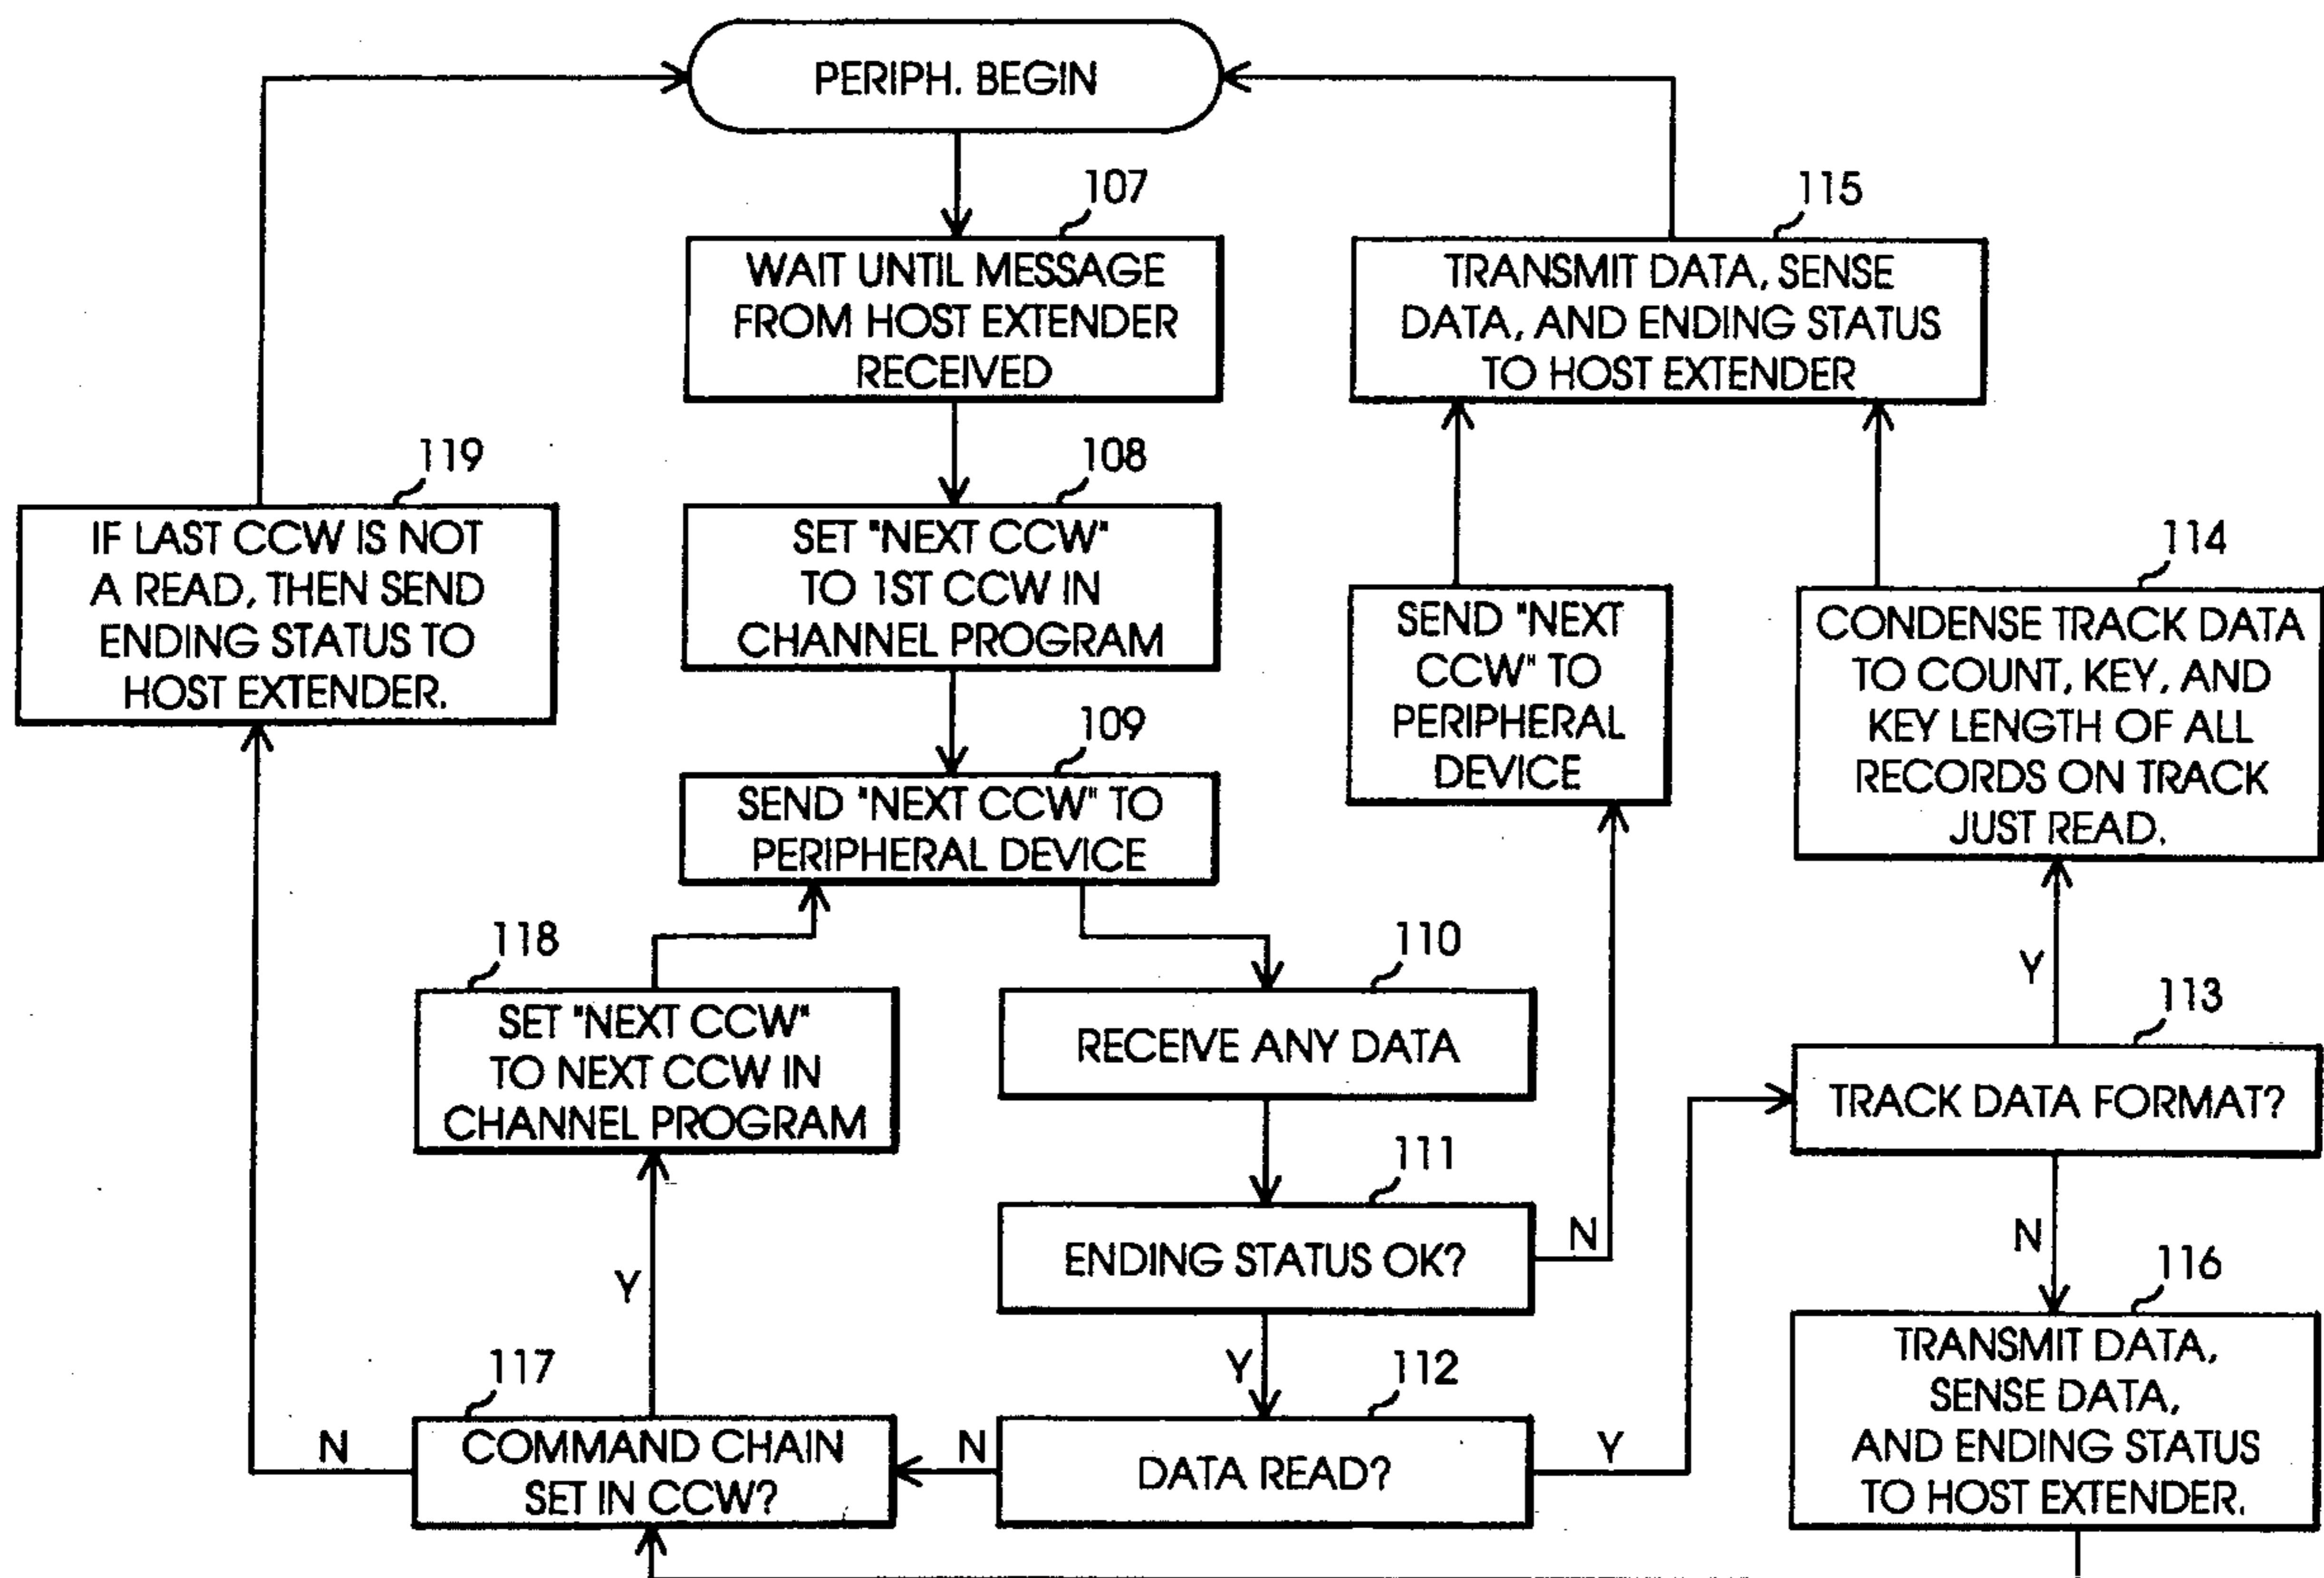 PERIPH. BEGIN
107
WAIT UNTIL MESSAGE
FROM HOST EXTENDER
RECEIVED
115
TRANSMIT DATA, SENSE
DATA, AND ENDING STATUS
TO HOST EXTENDER
119
IF LAST CCW IS NOT
A READ, THEN SEND
ENDING STATUS TO
HOST EXTENDER.
108
SET "NEXT CCW"
TO 1ST CCW IN
CHANNEL PROGRAM
SEND "NEXT
CCW" TO
PERIPHERAL
DEVICE
114
CONDENSE TRACK DATA
TO COUNT, KEY, AND
KEY LENGTH OF ALL
RECORDS ON TRACK
JUST READ.
109
SEND "NEXT CCW" TO
PERIPHERAL DEVICE
118
SET "NEXT CCW"
TO NEXT CCW IN
CHANNEL PROGRAM
110
RECEIVE ANY DATA
Y
113
TRACK DATA FORMAT?
111
ENDING STATUS OK?
N
N
116
TRANSMIT DATA,
SENSE DATA,
AND ENDING STATUS
TO HOST EXTENDER.
Y
Y
117
COMMAND CHAIN
SET IN CCW?
N
N
112
DATA READ?
Y